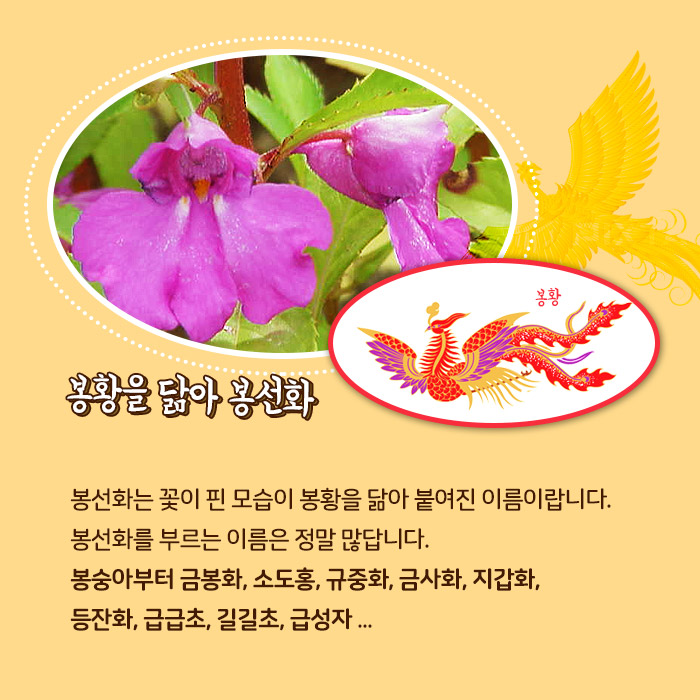 봉황
봉황을 닮아 봉선화
봉선화는 꽃이 핀 모습이 봉황을 닮아 붙여진 이름이랍니다.
봉선화를 부르는 이름은 정말 많답니다.
봉숭아부터 금봉화, 소도홍, 규중화, 금사화, 지갑화,
등잔화, 급급초, 길길초, 급성자 ...